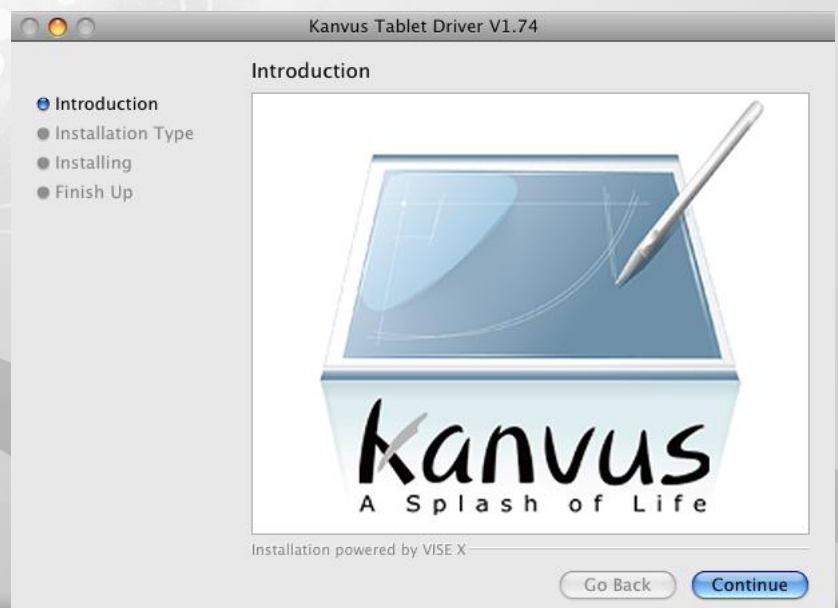 Kanvus Tablet Driver V1.74
Introduction
Introduction
Installation Type
Installing
Finish Up
Kanvus
A Splash of Life
Installation powered by VISE X
Go Back
Continue